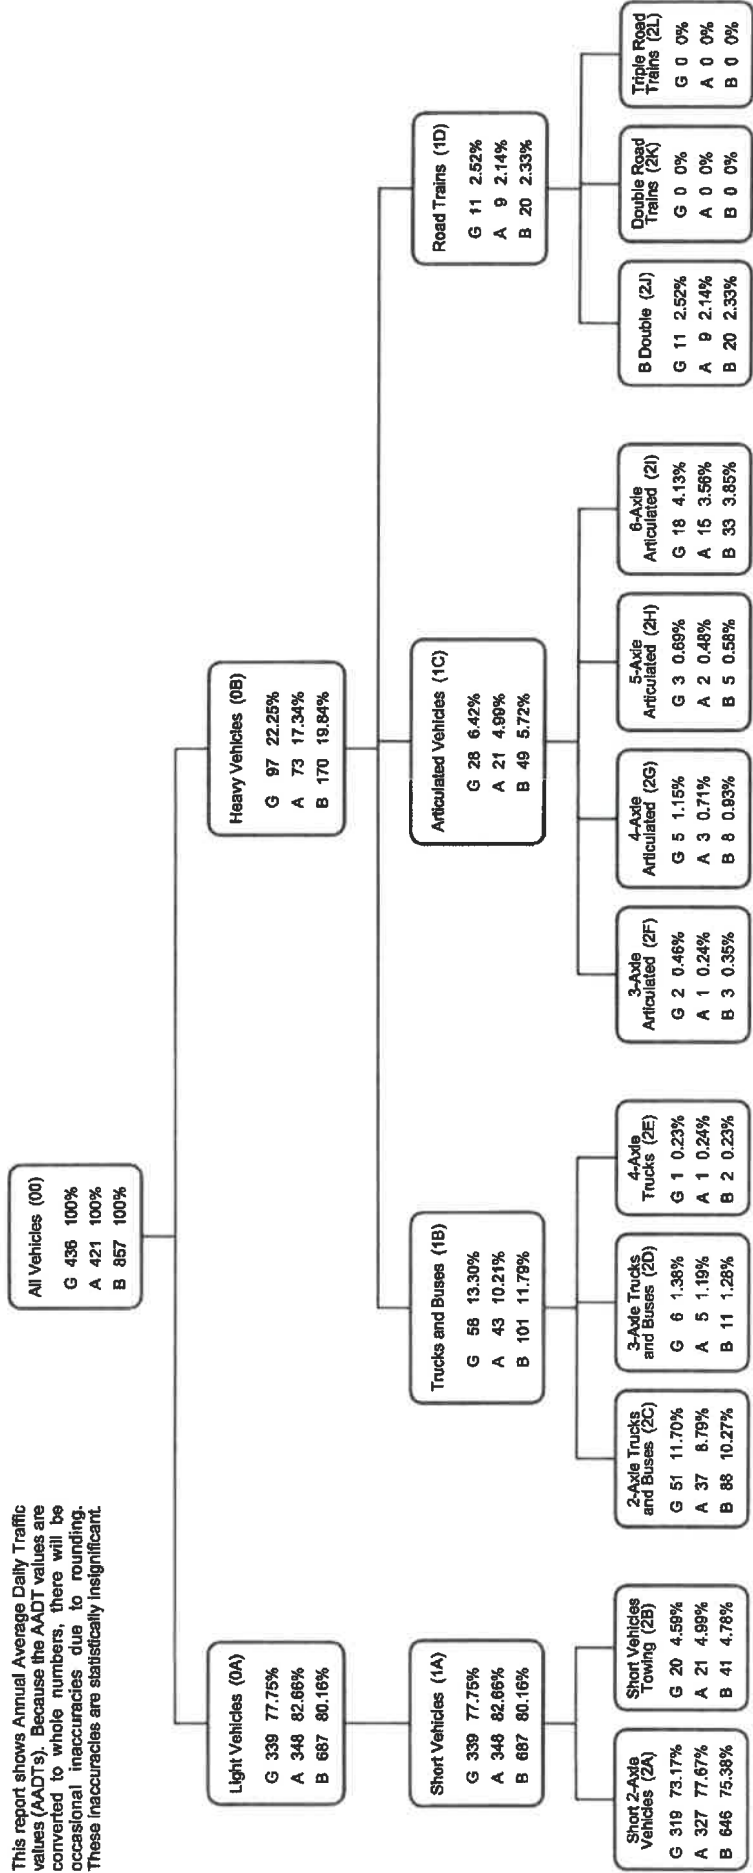 This report shows Annual Average Daily Traffic
values (AADTs). Because the AADT values are
converted to whole numbers, there will be
occasional inaccuracies due to rounding.
These inaccuracies are statistically insignificant.
All Vehicles (00)
G 436 100%
A 421 100%
B 857 100%
Light Vehicles (0A)
G 339 77.75%
A 348 82.66%
B 687 80.16%
Heavy Vehicles (0B)
G 97 22.25%
A 73 17.34%
B 170 19.84%
Short Vehicles (1A)
G 339 77.75%
A 348 82.66%
B 687 80.16%
Trucks and Buses (1B)
G 58 13.30%
A 43 10.21%
B 101 11.79%
Articulated Vehicles (1C)
G 28 6.42%
A 21 4.99%
B 49 5.72%
Road Trains (1D)
G 11 2.52%
A 9 2.14%
B 20 2.33%
Short 2-Axle
Vehicles (2A)
G 319 73.17%
A 327 77.67%
B 646 75.38%
Short Vehicles
Towing (2B)
G 20 4.59%
A 21 4.99%
B 41 4.78%
2-Axle Trucks
and Buses (2C)
G 51 11.70%
A 37 8.79%
B 88 10.27%
3-Axle Trucks
and Buses (2D)
G 6 1.38%
A 5 1.19%
B 11 1.28%
4-Axle
Trucks (2E)
G 1 0.23%
A 1 0.24%
B 2 0.23%
3-Axle
Articulated (2F)
G 2 0.46%
A 1 0.24%
B 3 0.35%
4-Axle
Articulated (2G)
G 5 1.15%
A 3 0.71%
B 8 0.93%
5-Axle
Articulated (2H)
G 3 0.69%
A 2 0.48%
B 5 0.58%
6-Axle
Articulated (2I)
G 18 4.13%
A 15 3.56%
B 33 3.85%
B Double (2J)
G 11 2.52%
A 9 2.14%
B 20 2.33%
Double Road
Trains (2K)
G 0 0%
A 0 0%
B 0 0%
Triple Road
Trains (2L)
G 0 0%
A 0 0%
B 0 0%